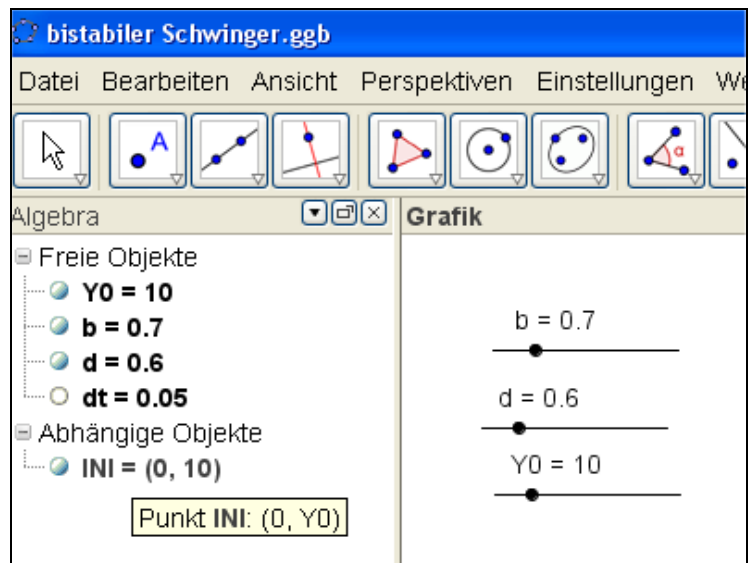 bistabiler Schwinger.ggb
Datei Bearbeiten Ansicht Perspektiven Einstellungen We
A
α
Algebra
Grafik
Freie Objekte
Y0 = 10
b = 0.7
d = 0.6
dt = 0.05
Abhängige Objekte
INI = (0, 10)
Punkt INI: (0, Y0)
b = 0.7
d = 0.6
Y0 = 10